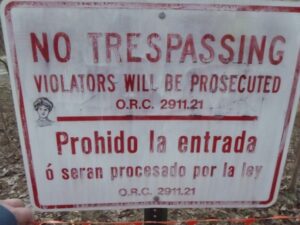 NO TRESPASSING
VIOLATORS WILL BE PROSECUTED
O.R.C. 2911.21
Prohido la entrada
ó seran procesado por la ley
O.R.C. 2911.21